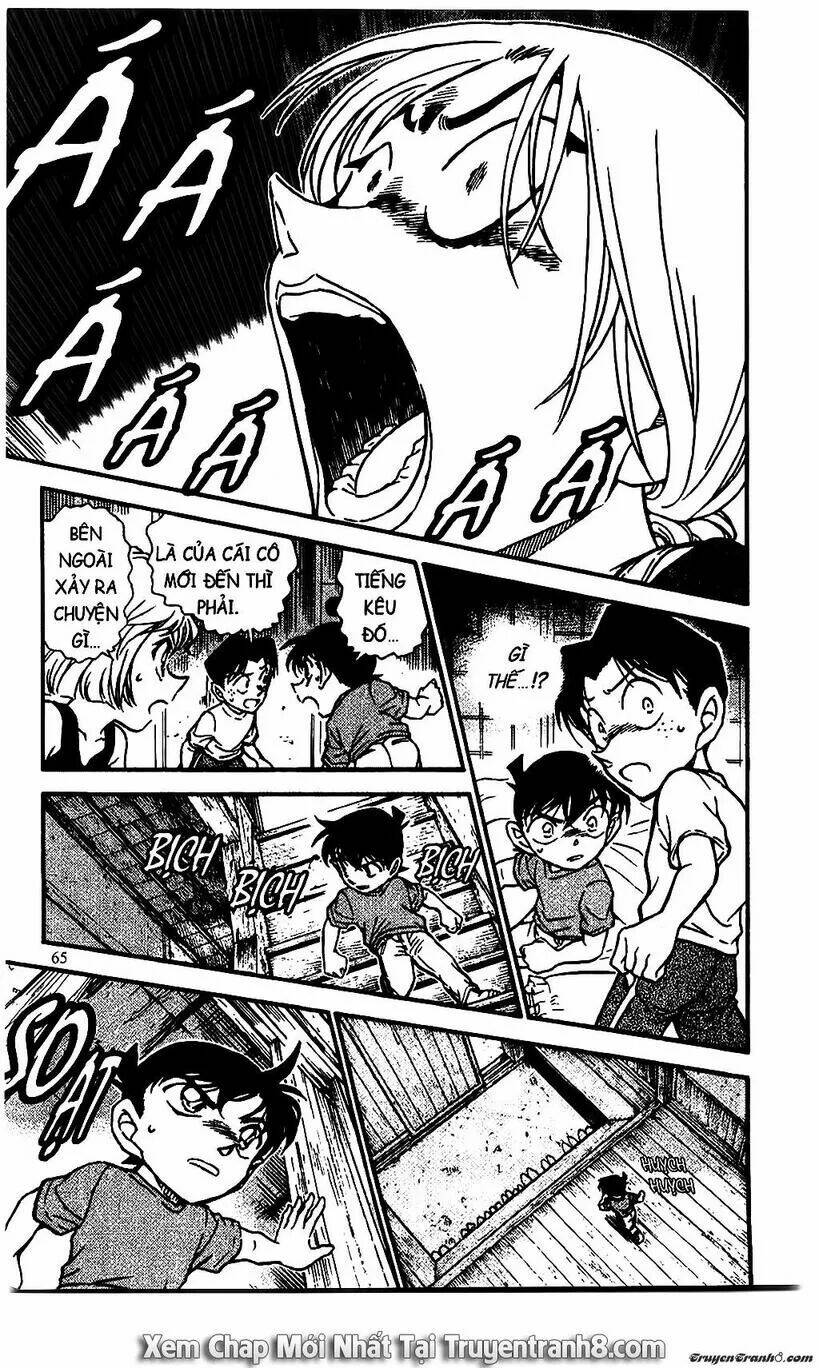 Á
Á
Á
Á
Á
Á
Á
GÌ
THẾ...!?
TIẾNG
KÊU
ĐÓ...
LÀ CỦA CÁI CÔ
MỚI ĐẾN THÌ
PHẢI.
BÊN
NGOÀI
XẢY RA
CHUYỆN
GÌ...
BỊCH
BỊCH
BỊCH
65
HUỲCH
HUỲCH
SOẠT
Xem Chap Mới Nhất Tại Truyentranh8.com
TruyenTranh8.com